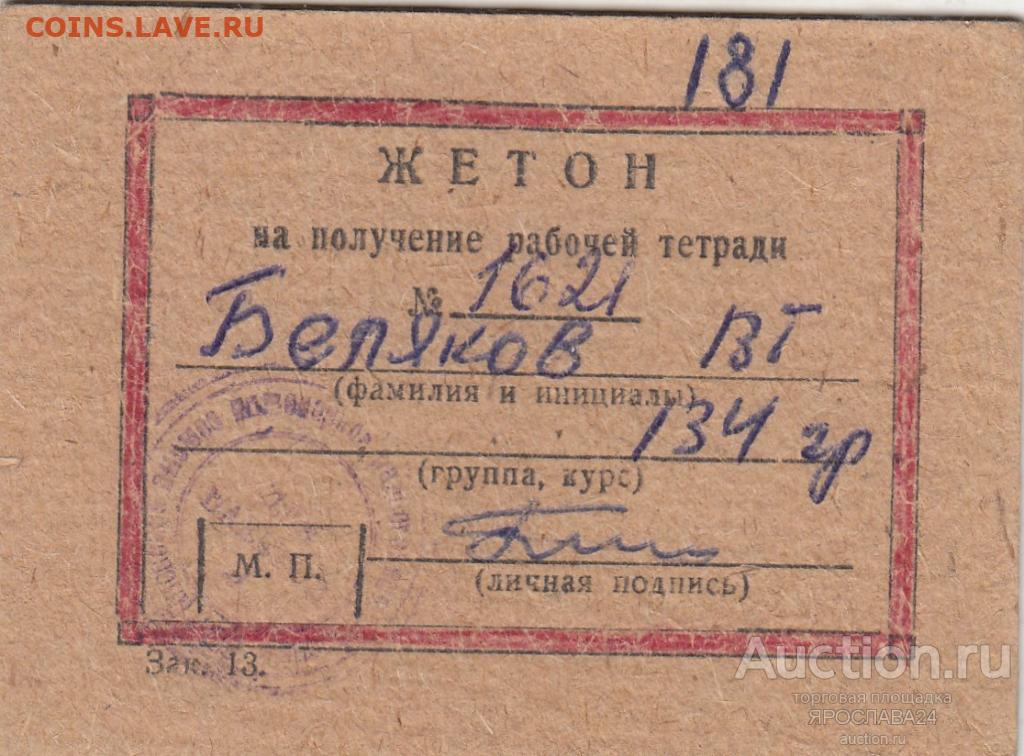 COINS.LAVE.RU
181
ЖЕТОН
на получение рабочей тетради
№ 1621
Беляков ВТ
(фамилия и инициалы)
134 гр
(группа, курс)
М. П.
(личная подпись)
Зак. 13.
Auction.ru
торговая площадка
ЯРОСЛАВА24
auction.ru